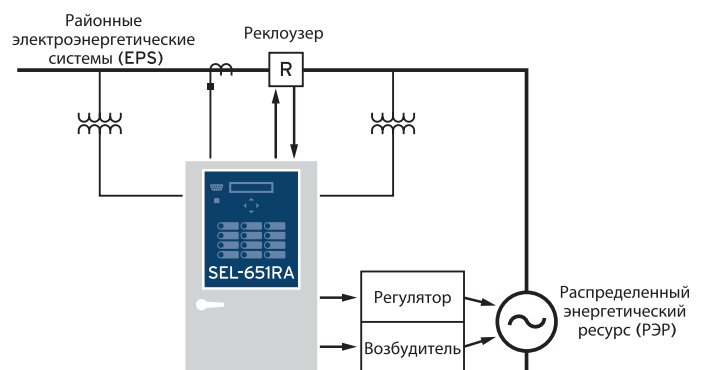 Районные
электроэнергетические
системы (EPS)
Реклоузер
R
SEL-651RA
Регулятор
Возбудитель
Распределенный
энергетический
ресурс (РЭР)